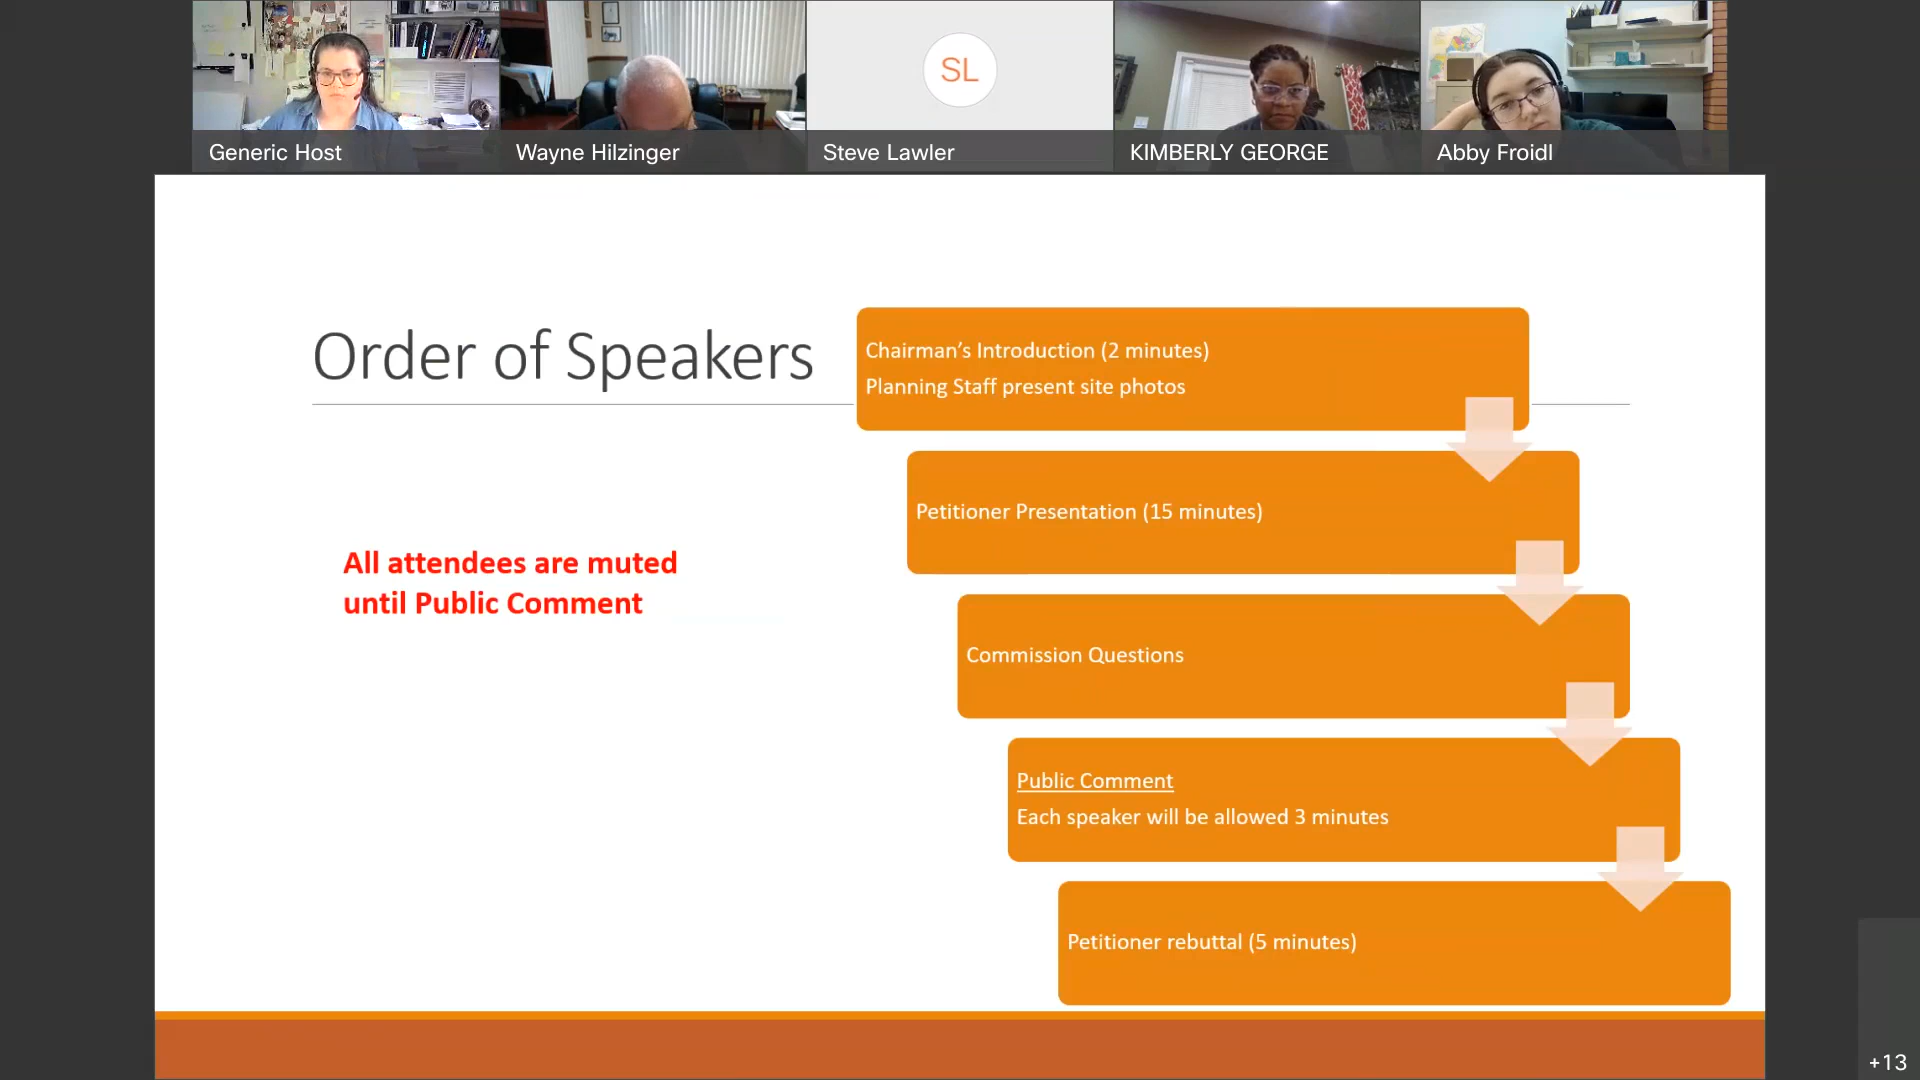 SL
Generic Host
Wayne Hilzinger
Steve Lawler
KIMBERLY GEORGE
Abby Froidl
Order of Speakers
All attendees are muted
until Public Comment
Chairman’s Introduction (2 minutes)
Planning Staff present site photos
Petitioner Presentation (15 minutes)
Commission Questions
Public Comment
Each speaker will be allowed 3 minutes
Petitioner rebuttal (5 minutes)
+13